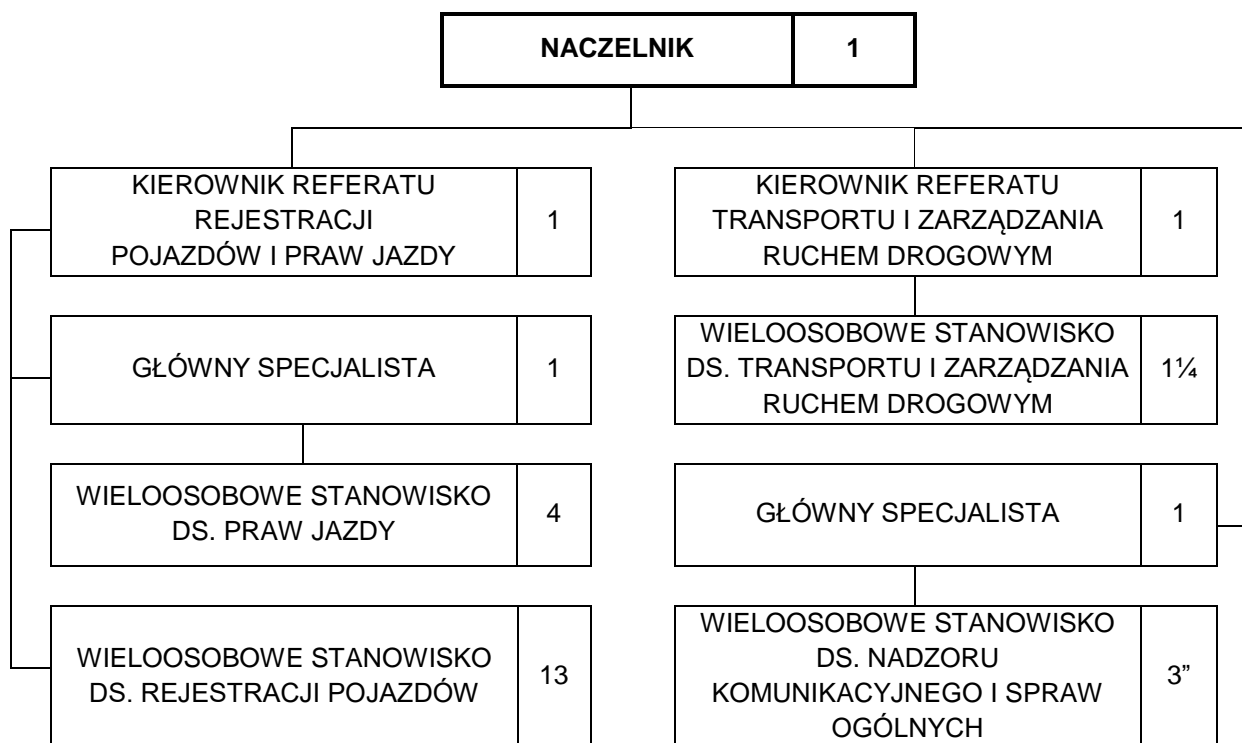 NACZELNIK 1
KIEROWNIK REFERATU
REJESTRACJI
POJAZDÓW I PRAW JAZDY
1
KIEROWNIK REFERATU
TRANSPORTU I ZARZĄDZANIA
RUCHEM DROGOWYM
1
GŁÓWNY SPECJALISTA 1
WIELOOSOBOWE STANOWISKO
DS. TRANSPORTU I ZARZĄDZANIA
RUCHEM DROGOWYM
1¼
WIELOOSOBOWE STANOWISKO
DS. PRAW JAZDY
4
GŁÓWNY SPECJALISTA 1
WIELOOSOBOWE STANOWISKO
DS. REJESTRACJI POJAZDÓW
13
WIELOOSOBOWE STANOWISKO
DS. NADZORU
KOMUNIKACYJNEGO I SPRAW
OGÓLNYCH
3”